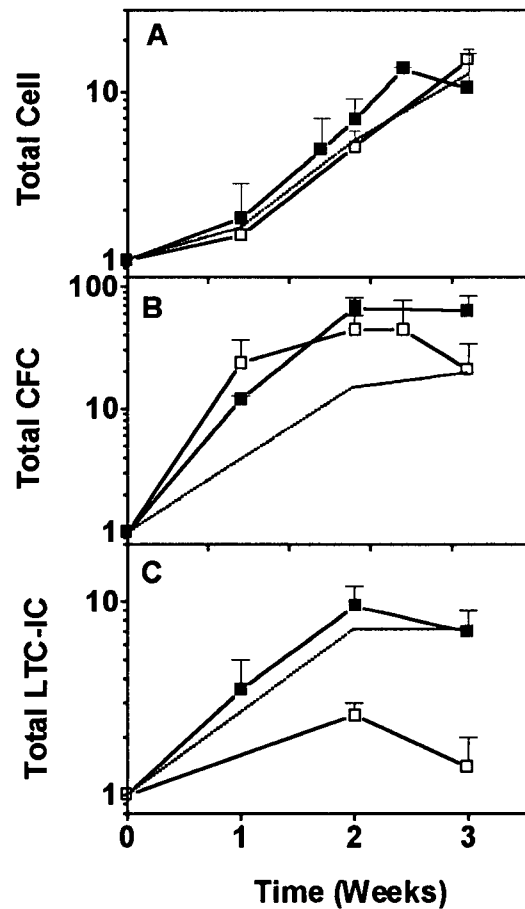 A
Total Cell
10
1
B
Total CFC
100
10
1
C
Total LTC-IC
10
1
0 1 2 3
Time (Weeks)